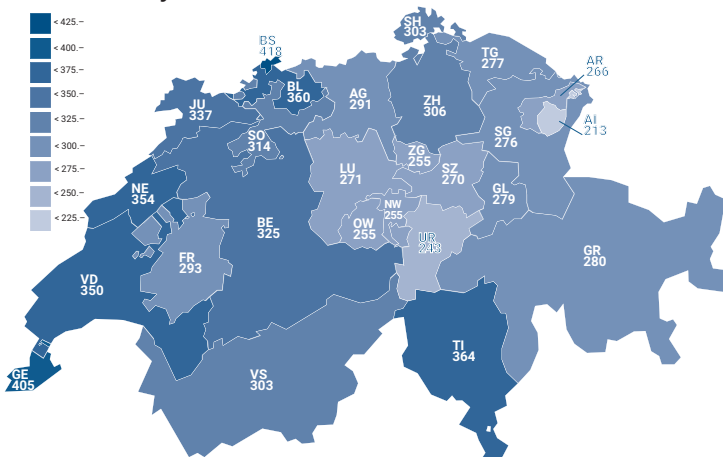 < 425.–
< 400.–
< 375.–
< 350.–
< 325.–
< 300.–
< 275.–
< 250.–
< 225.–
BS
418
SH
303
TG
277
AR
266
BL
360
AG
291
ZH
306
JU
337
AI
213
SO
314
SG
276
ZG
255
LU
271
SZ
270
NE
354
GL
279
NW
255
BE
325
OW
255
UR
243
FR
293
GR
280
VD
350
TI
364
GE
405
VS
303